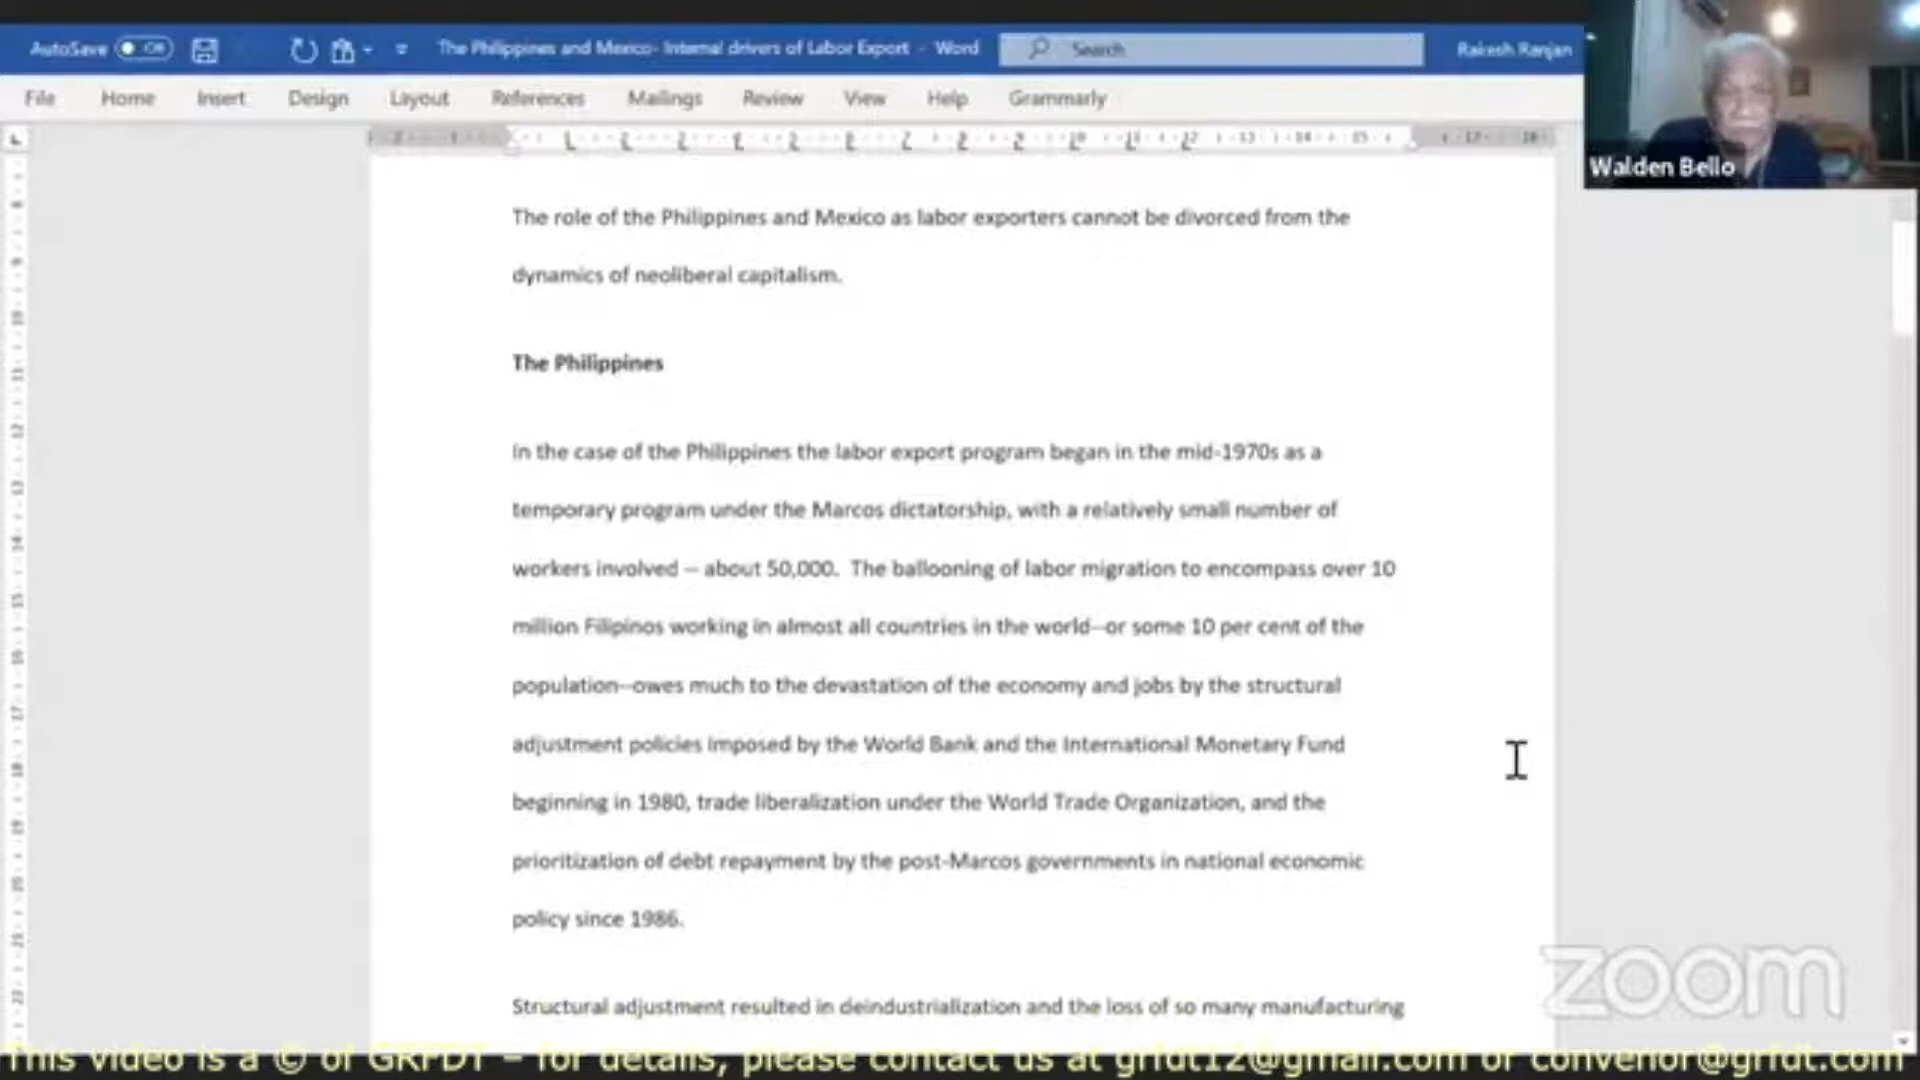 AutoSave Off The Philippines and Mexico- Internal drivers of Labor Export - Word Search Rakesh Ranjan
File Home Insert Design Layout References Mailings Review View Help Grammarly
Walden Bello
The role of the Philippines and Mexico as labor exporters cannot be divorced from the
dynamics of neoliberal capitalism.
The Philippines
In the case of the Philippines the labor export program began in the mid-1970s as a
temporary program under the Marcos dictatorship, with a relatively small number of
workers involved – about 50,000. The ballooning of labor migration to encompass over 10
million Filipinos working in almost all countries in the world--or some 10 per cent of the
population--owes much to the devastation of the economy and jobs by the structural
adjustment policies imposed by the World Bank and the International Monetary Fund
beginning in 1980, trade liberalization under the World Trade Organization, and the
prioritization of debt repayment by the post-Marcos governments in national economic
policy since 1986.
Structural adjustment resulted in deindustrialization and the loss of so many manufacturing
zoom
This video is a © of GRFDT – for details, please contact us at grfdt12@gmail.com or convenor@grfdt.com